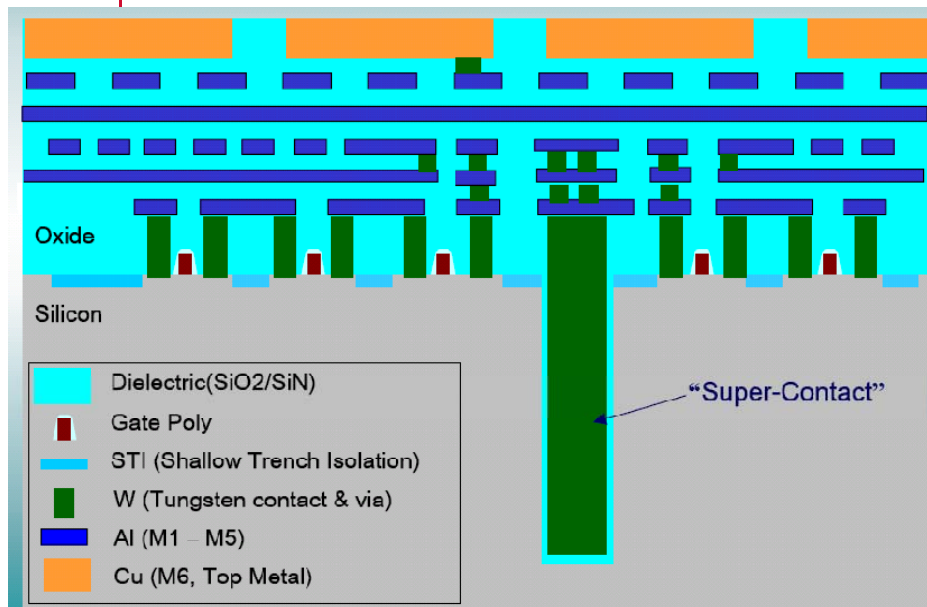 Oxide
Silicon
“Super-Contact”
Dielectric(SiO2/SiN)
Gate Poly
STI (Shallow Trench Isolation)
W (Tungsten contact & via)
Al (M1 – M5)
Cu (M6, Top Metal)